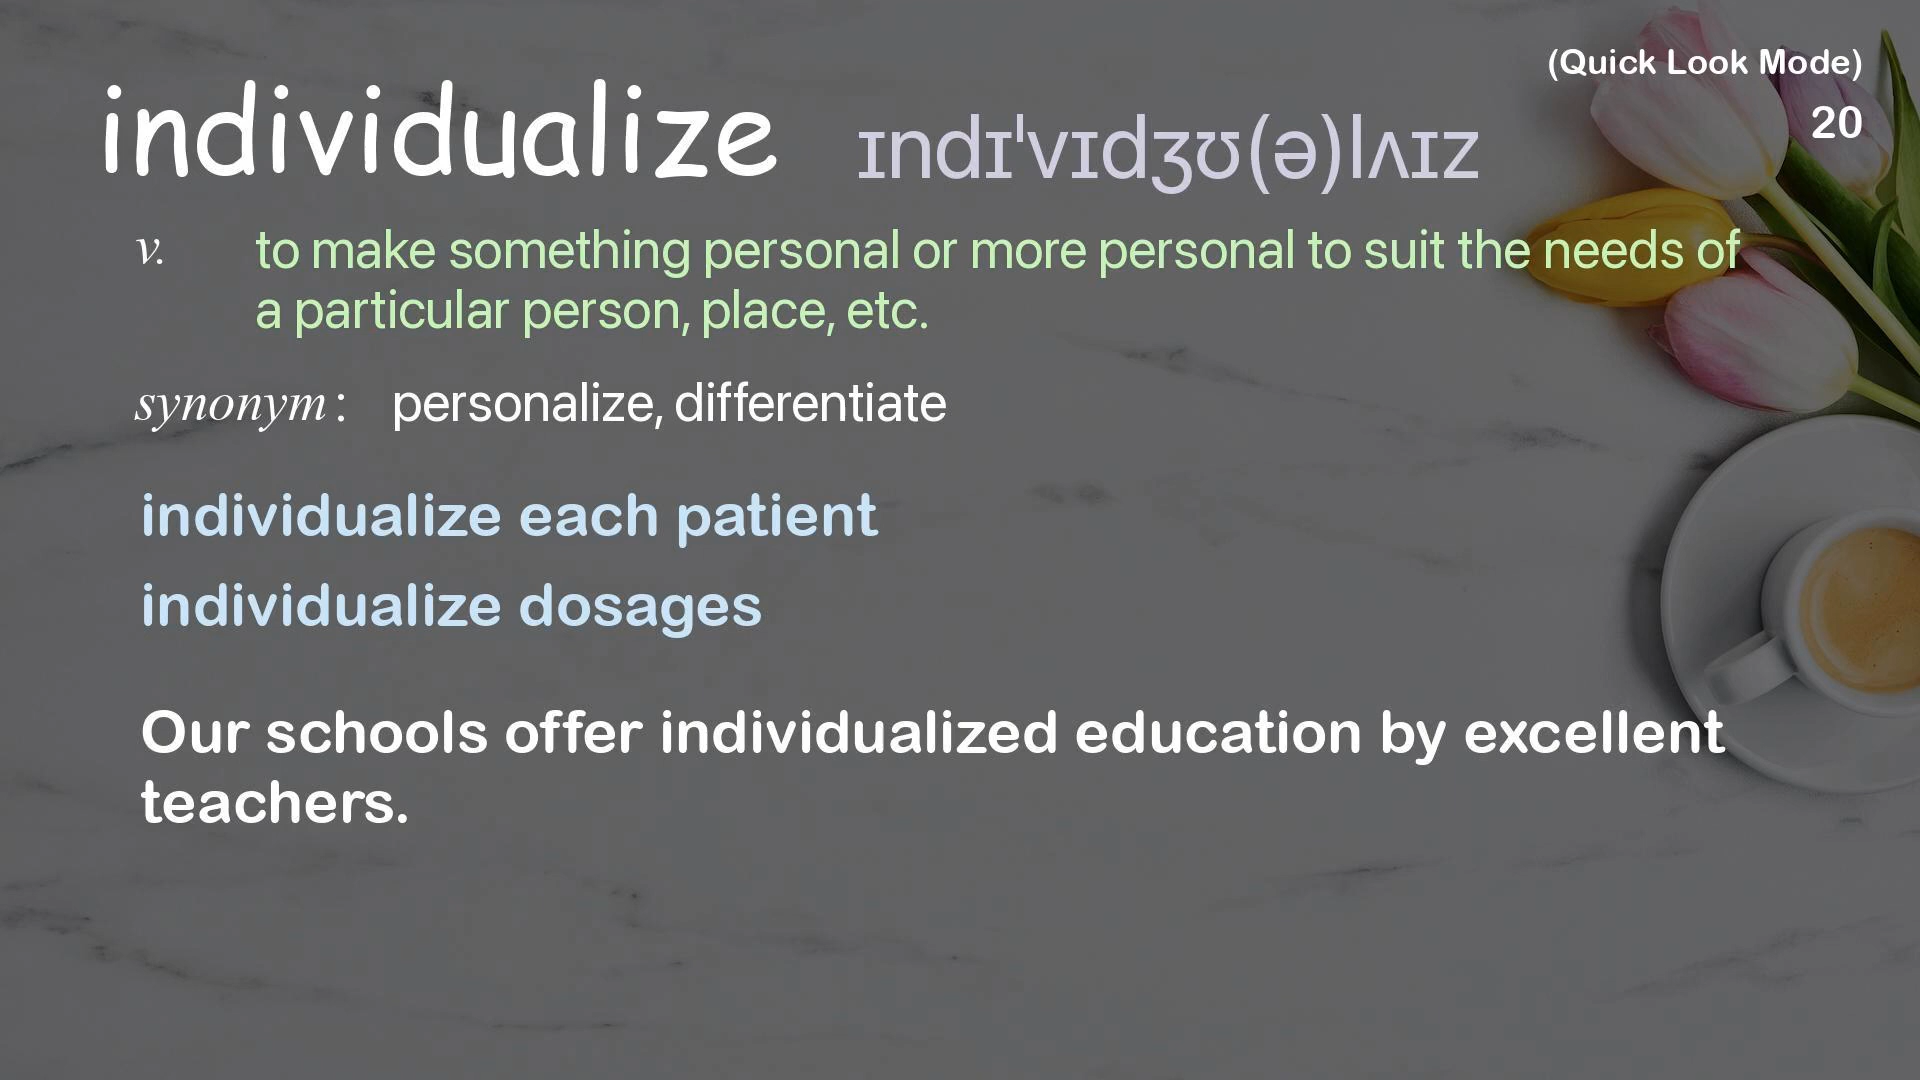 (Quick Look Mode)
individualize ɪndɪˈvɪdʒʊ(ə)lʌɪz
20
v. to make something personal or more personal to suit the needs of
a particular person, place, etc.
synonym: personalize, differentiate
individualize each patient
individualize dosages
Our schools offer individualized education by excellent
teachers.